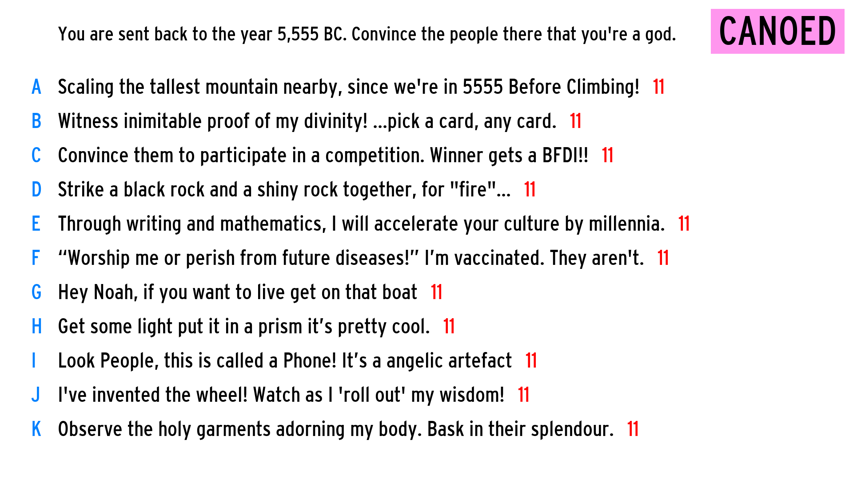 You are sent back to the year 5,555 BC. Convince the people there that you're a god.
CANOED
A Scaling the tallest mountain nearby, since we're in 5555 Before Climbing! 11
B Witness inimitable proof of my divinity! ...pick a card, any card. 11
C Convince them to participate in a competition. Winner gets a BFDI!! 11
D Strike a black rock and a shiny rock together, for "fire"... 11
E Through writing and mathematics, I will accelerate your culture by millennia. 11
F “Worship me or perish from future diseases!” I’m vaccinated. They aren't. 11
G Hey Noah, if you want to live get on that boat 11
H Get some light put it in a prism it’s pretty cool. 11
I Look People, this is called a Phone! It’s a angelic artefact 11
J I've invented the wheel! Watch as I 'roll out' my wisdom! 11
K Observe the holy garments adorning my body. Bask in their splendour. 11